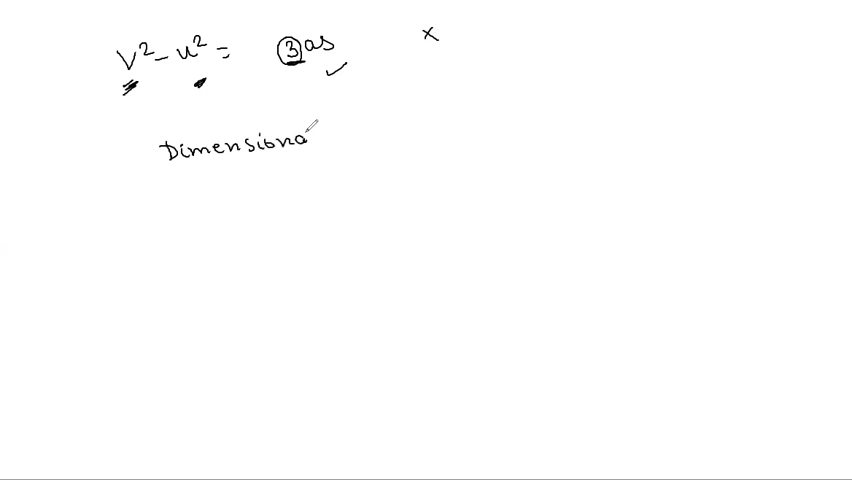 v² - u² = ③as ✓ ×
Dimensiona